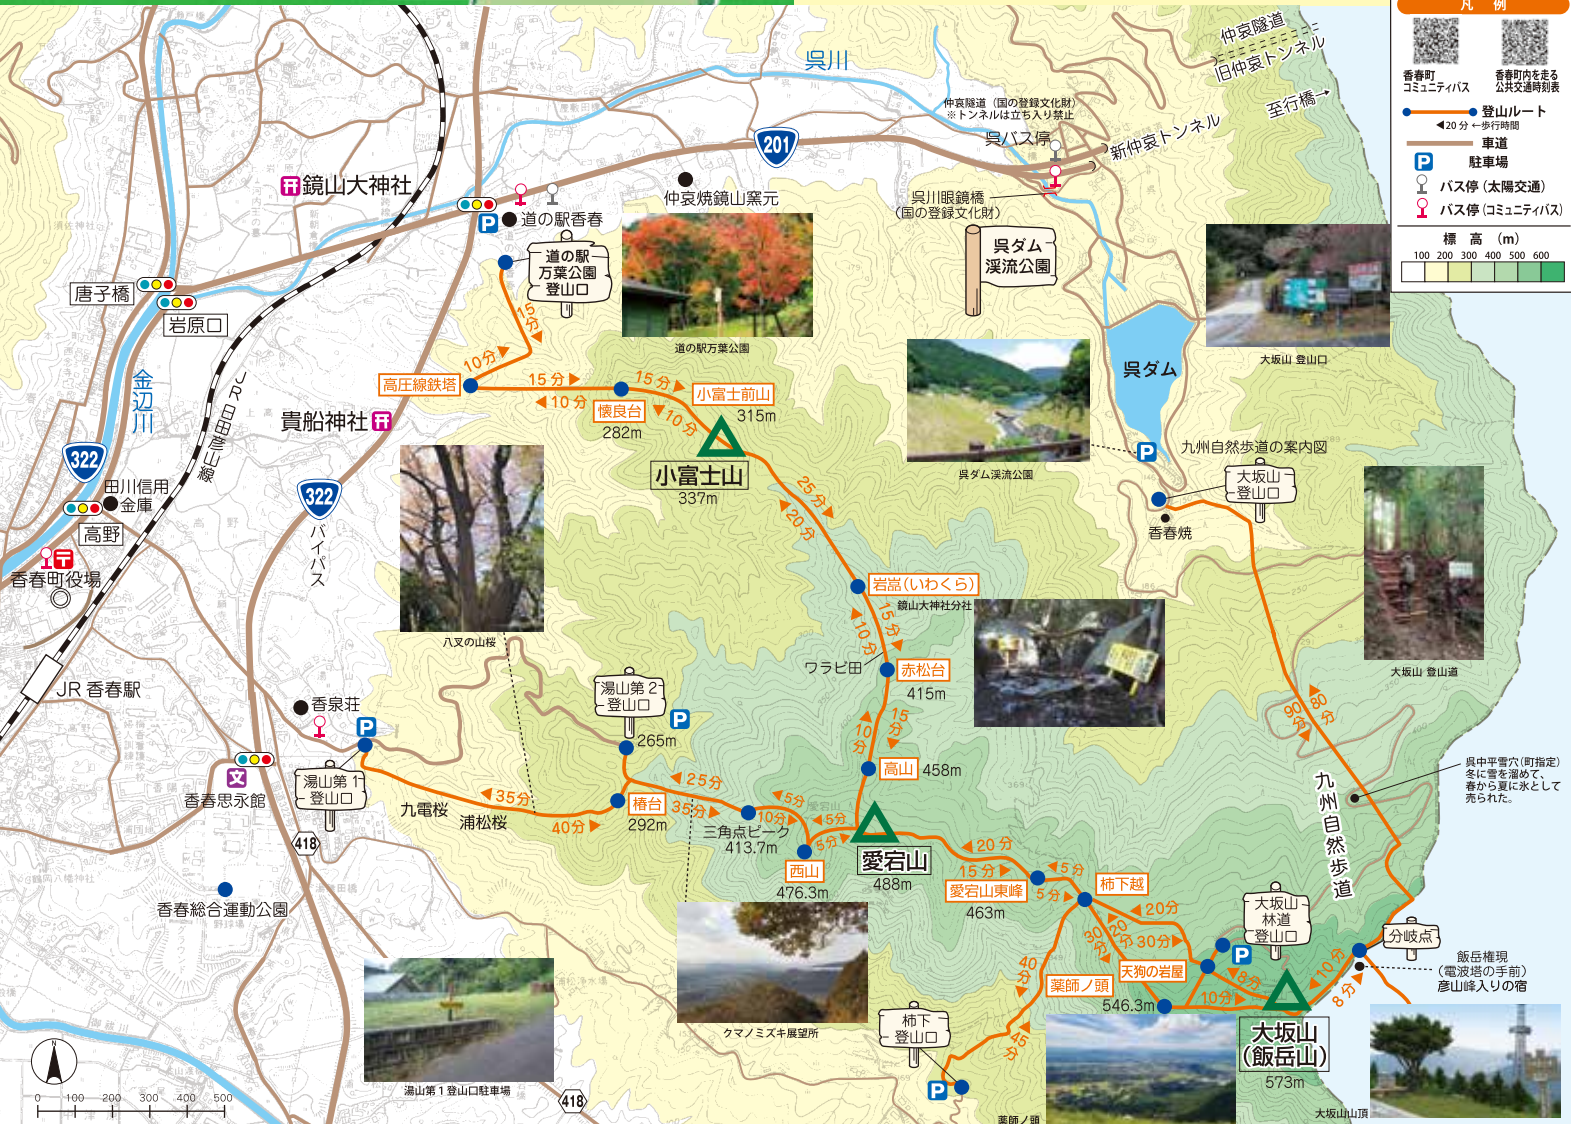 凡 例
香春町
コミュニティバス
香春町内を走る
公共交通時刻表
登山ルート
◀20分 ←歩行時間
車道
P 駐車場
バス停（太陽交通）
バス停（コミュニティバス）
標 高 （m）
100 200 300 400 500 600
仲哀隧道
旧仲哀トンネル
至行橋→
新仲哀トンネル
呉川
仲哀隧道（国の登録文化財）
※トンネルは立ち入り禁止
呉バス停
201
呉川眼鏡橋
（国の登録文化財）
仲哀焼鏡山窯元
鏡山大神社
P
道の駅香春
道の駅
万葉公園
登山口
道の駅万葉公園
呉ダム
渓流公園
大坂山 登山口
唐子橋
岩原口
金辺川
JR日田彦山線
貴船神社
322
322
バイパス
田川信用
金庫
高野
香春町役場
JR 香春駅
15分
10分
高圧線鉄塔
15分
10分
懐良台
282m
15分
10分
小富士前山
315m
小富士山
337m
呉ダム
呉ダム渓流公園
P
九州自然歩道の案内図
大坂山
登山口
香春焼
八叉の山桜
25分
20分
岩嵓（いわくら）
鏡山大神社分社
15分
10分
ワラビ田
赤松台
415m
15分
10分
高山
458m
大坂山 登山道
90分
80分
呉中平雪穴（町指定）
冬に雪を溜めて、
春から夏に氷として
売られた。
九州自然歩道
香泉荘
P
湯山第1
登山口
湯山第2
登山口
P
265m
文
香春思永館
418
香春総合運動公園
九電桜
浦松桜
35分
40分
椿台
292m
25分
35分
三角点ピーク
413.7m
5分
10分
愛宕山
5分
5分
西山
476.3m
愛宕山
488m
20分
15分
愛宕山東峰
463m
5分
5分
柿下越
20分
30分
30分
20分
天狗の岩屋
薬師ノ頭
546.3m
大坂山
林道
登山口
P
8分
10分
大坂山
（飯岳山）
573m
10分
8分
分岐点
飯岳権現
（電波塔の手前）
彦山峰入りの宿
40分
45分
柿下
登山口
P
クマノミズキ展望所
湯山第1登山口駐車場
418
薬師ノ頭
大坂山山頂
N
0 100 200 300 400 500